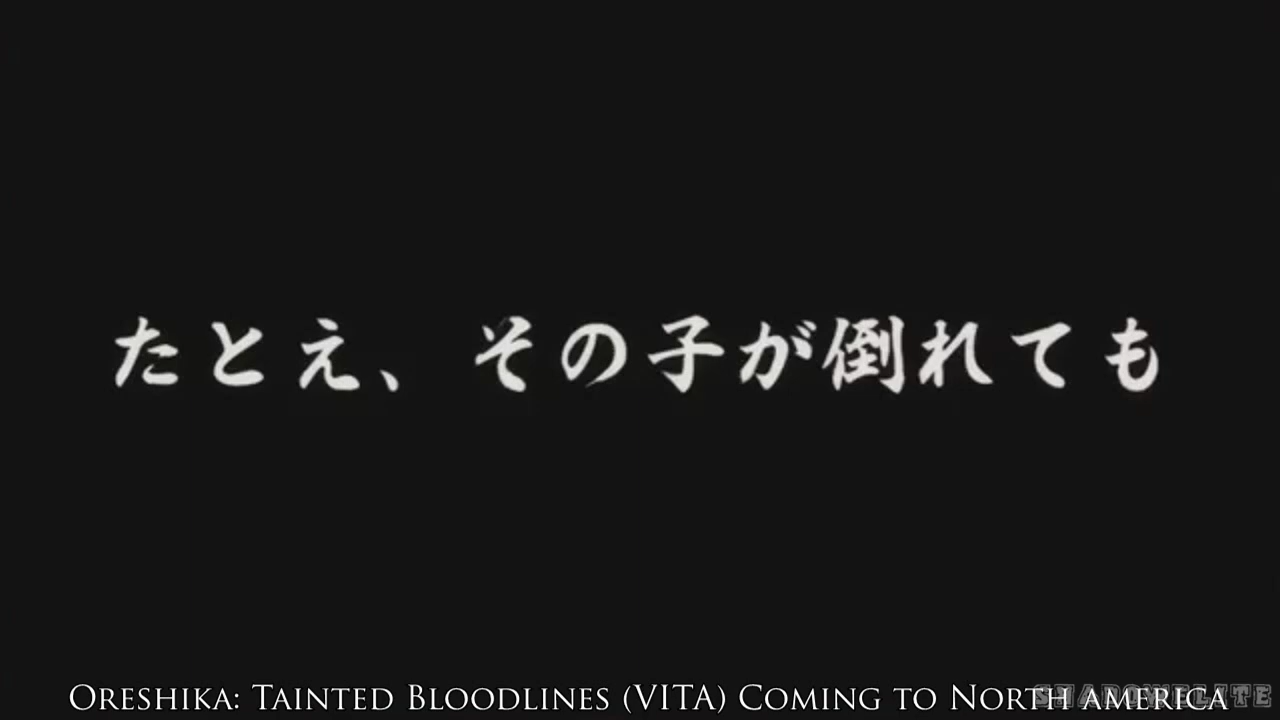 たとえ、その子が倒れても
Oreshika: Tainted Bloodlines (VITA) Coming to North America
SHADOWELITE